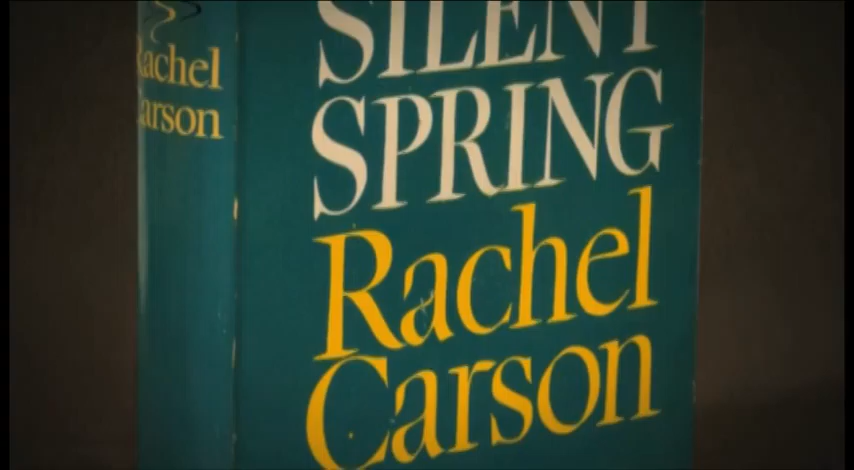 Rachel
Carson
SILENT
SPRING
Rachel
Carson